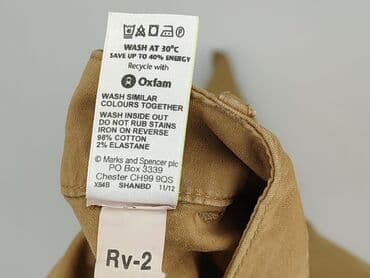 WASH AT 30°C
SAVE UP TO 40% ENERGY
Recycle with
Oxfam
WASH SIMILAR
COLOURS TOGETHER
WASH INSIDE OUT
DO NOT RUB STAINS
IRON ON REVERSE
98% COTTON
2% ELASTANE
© Marks and Spencer plc
PO Box 3339
Chester CH99 9QS
X54B SHANBD 11/12
Rv-2